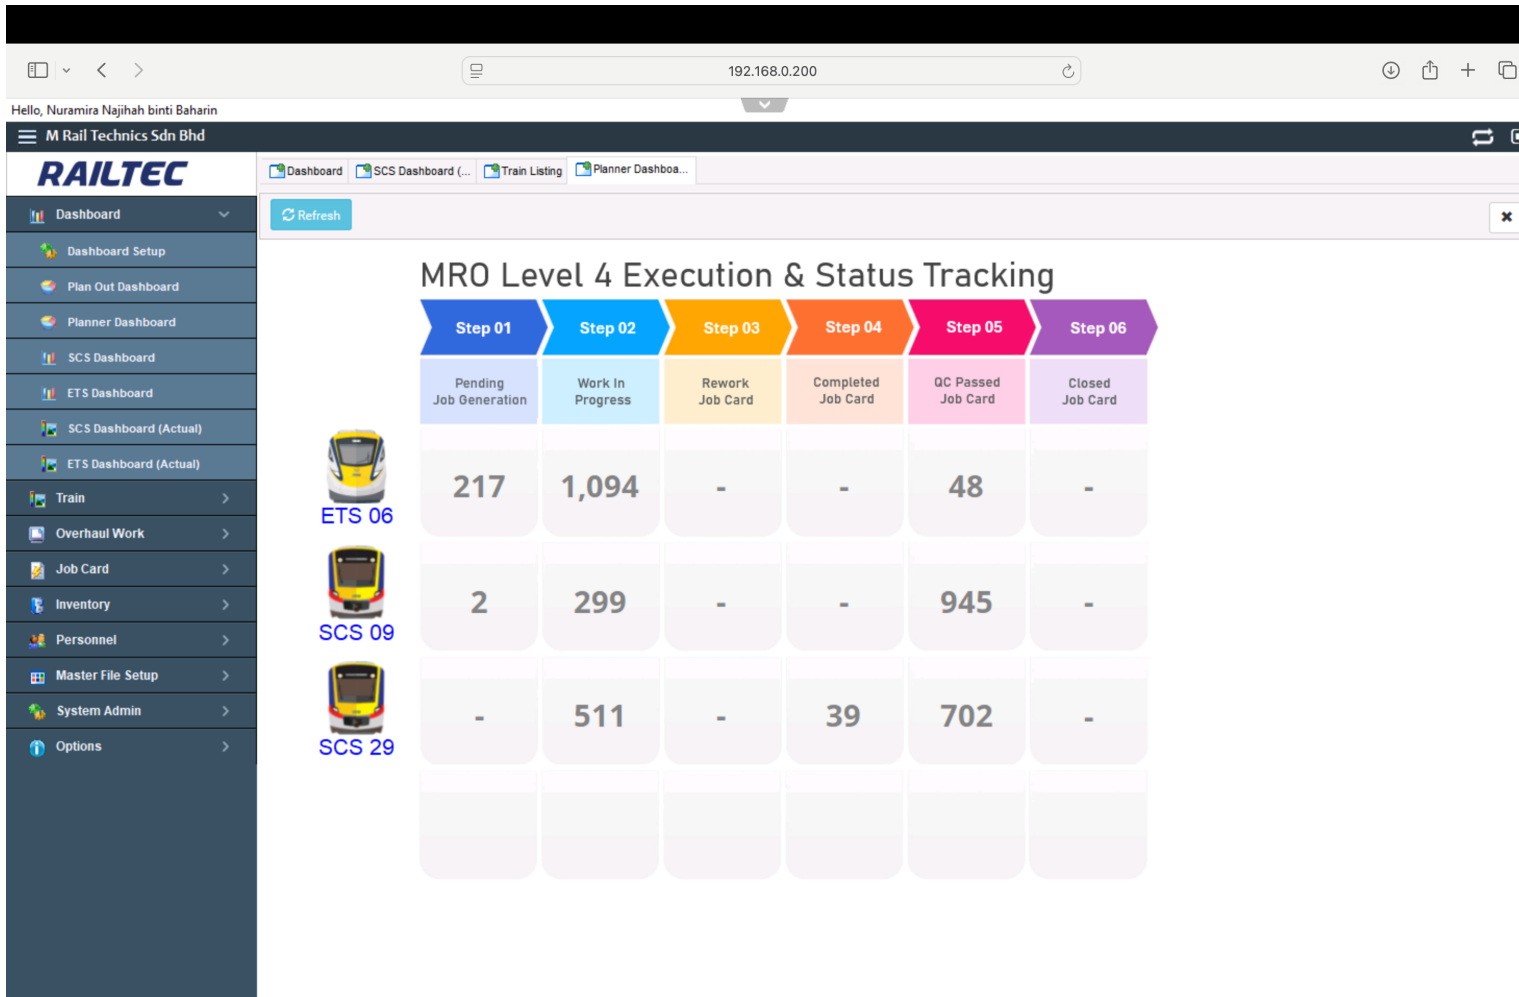 192.168.0.200
Hello, Nuramira Najihah binti Baharin
M Rail Technics Sdn Bhd
RAILTEC
Dashboard
SCS Dashboard (...
Train Listing
Planner Dashboa...
Refresh
Dashboard
Dashboard Setup
Plan Out Dashboard
Planner Dashboard
SCS Dashboard
ETS Dashboard
SCS Dashboard (Actual)
ETS Dashboard (Actual)
Train
Overhaul Work
Job Card
Inventory
Personnel
Master File Setup
System Admin
Options
MRO Level 4 Execution & Status Tracking
Step 01 Step 02 Step 03 Step 04 Step 05 Step 06
Pending Work In Rework Completed QC Passed Closed
Job Generation Progress Job Card Job Card Job Card Job Card
217 1,094 - - 48 -
ETS 06
2 299 - - 945 -
SCS 09
- 511 - 39 702 -
SCS 29